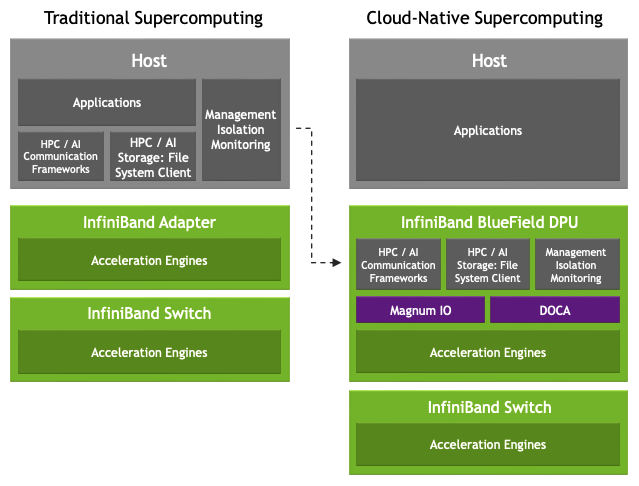 Traditional Supercomputing
Host
Applications
HPC / AI
Communication
Frameworks
HPC / AI
Storage: File
System Client
Management
Isolation
Monitoring
InfiniBand Adapter
Acceleration Engines
InfiniBand Switch
Acceleration Engines
Cloud-Native Supercomputing
Host
Applications
InfiniBand BlueField DPU
HPC / AI
Communication
Frameworks
HPC / AI
Storage: File
System Client
Management
Isolation
Monitoring
Magnum IO
DOCA
Acceleration Engines
InfiniBand Switch
Acceleration Engines